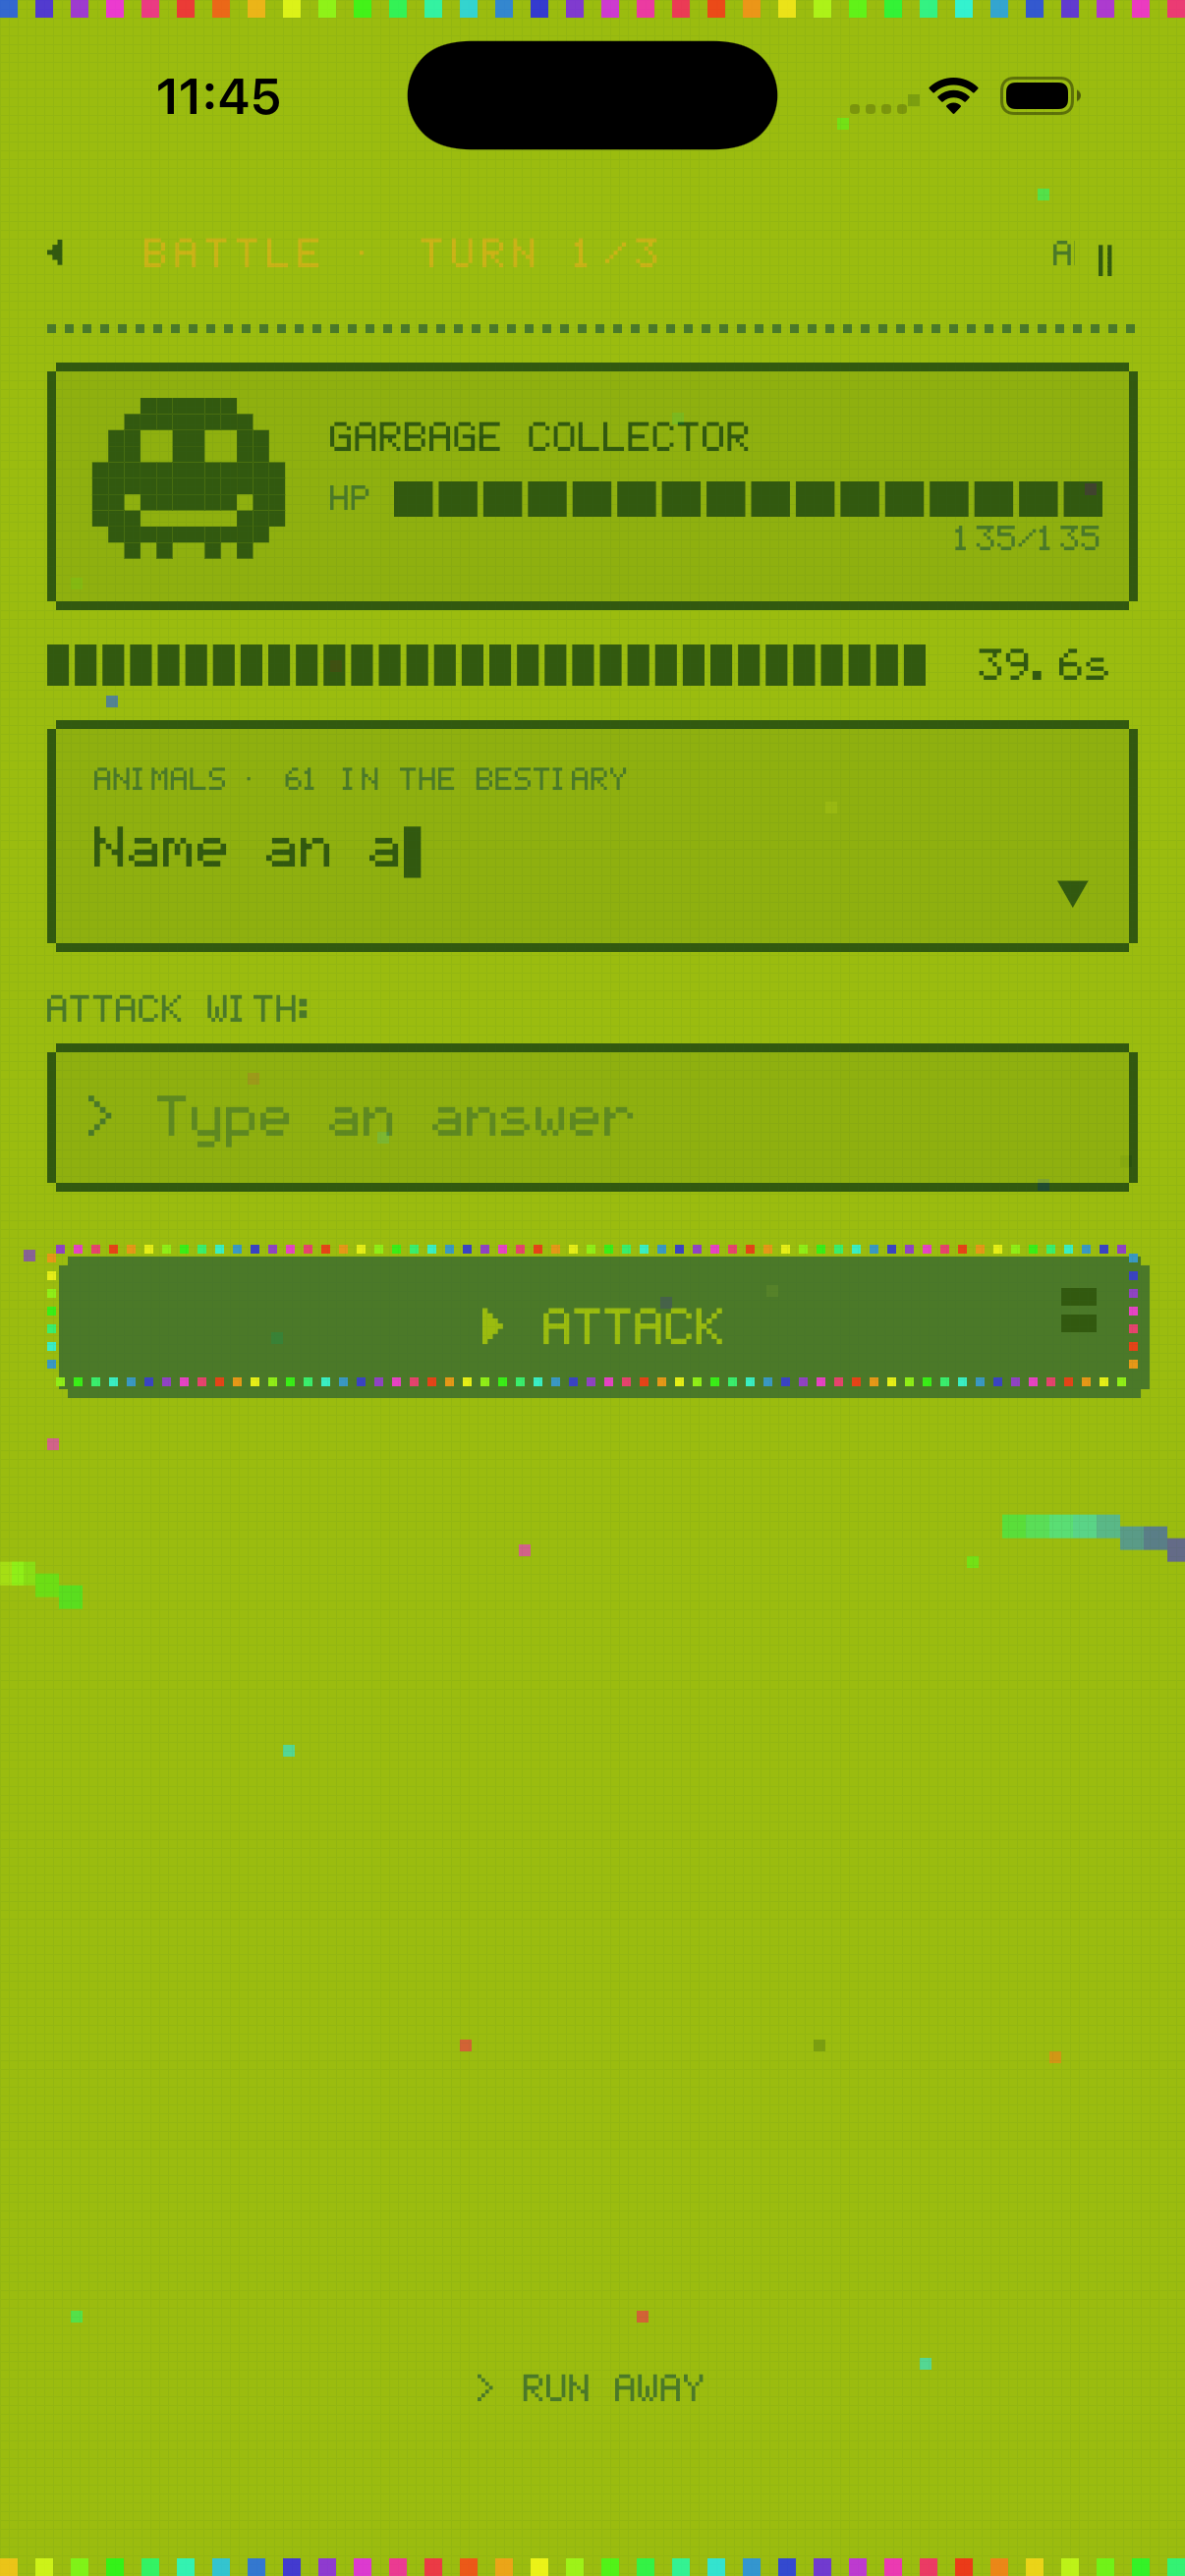 11:45
BATTLE · TURN 1/3
A
GARBAGE COLLECTOR
HP
135/135
39.6s
ANIMALS · 61 IN THE BESTIARY
Name an a
ATTACK WITH:
> Type an answer
ATTACK
> RUN AWAY